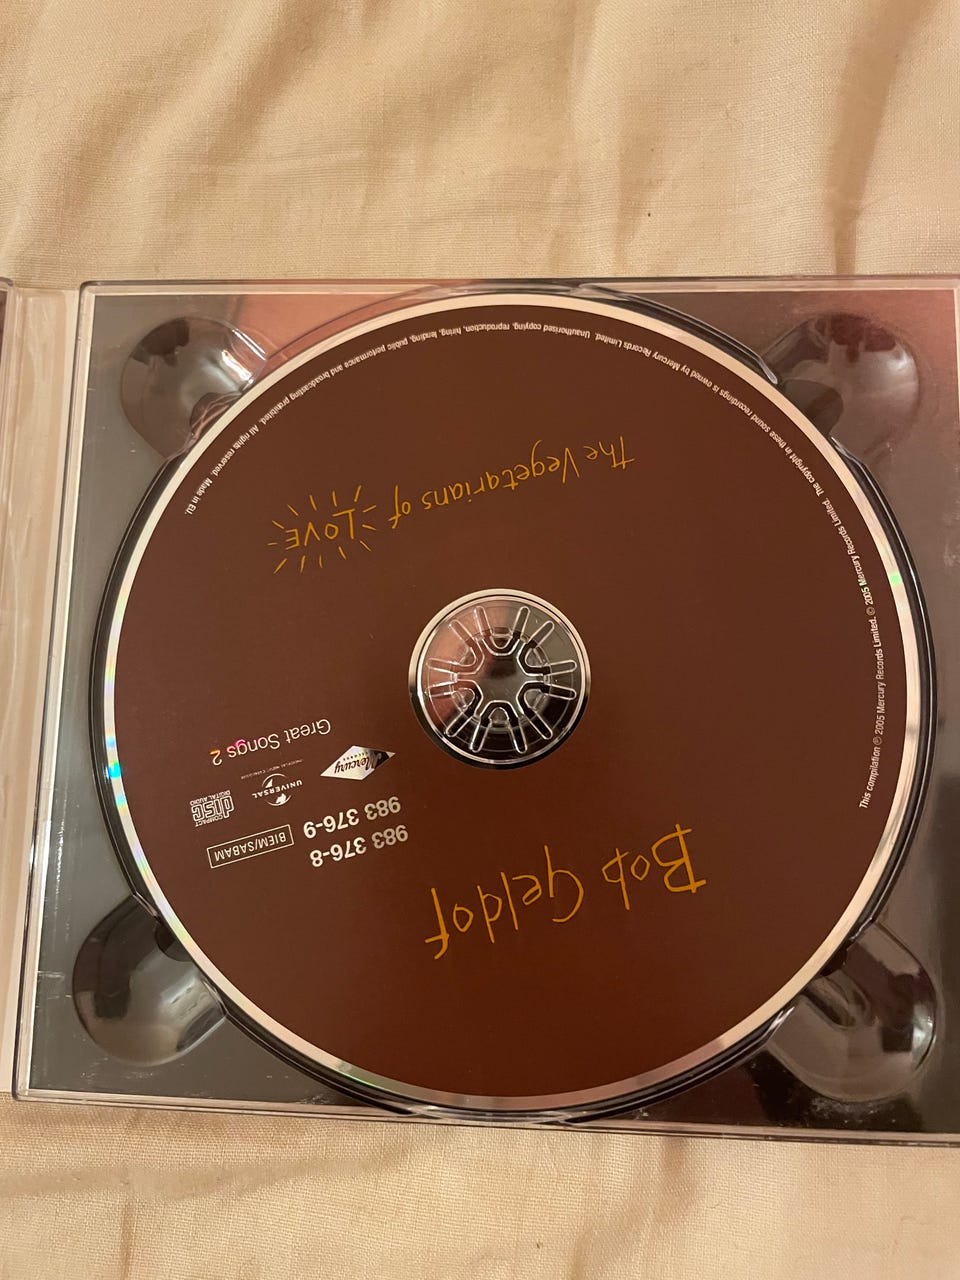 Bob Geldof
983 376-8
983 376-9
BIEM/SABAM
Mercury
RECORDS
UNIVERSAL
COMPACT
disc
DIGITAL AUDIO
Great Songs 2
The Vegetarians of LOVE
This compilation ℗ 2005 Mercury Records Limited. © 2005 Mercury Records Limited. The copyright in these sound recordings is owned by Mercury Records Limited. Unauthorised copying, reproduction, hiring, lending, public performance and broadcasting prohibited. All rights reserved. Made in EU.